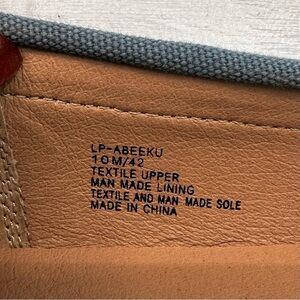 LP-ABEEKU
10M/42
TEXTILE UPPER
MAN MADE LINING
TEXTILE AND MAN MADE SOLE
MADE IN CHINA